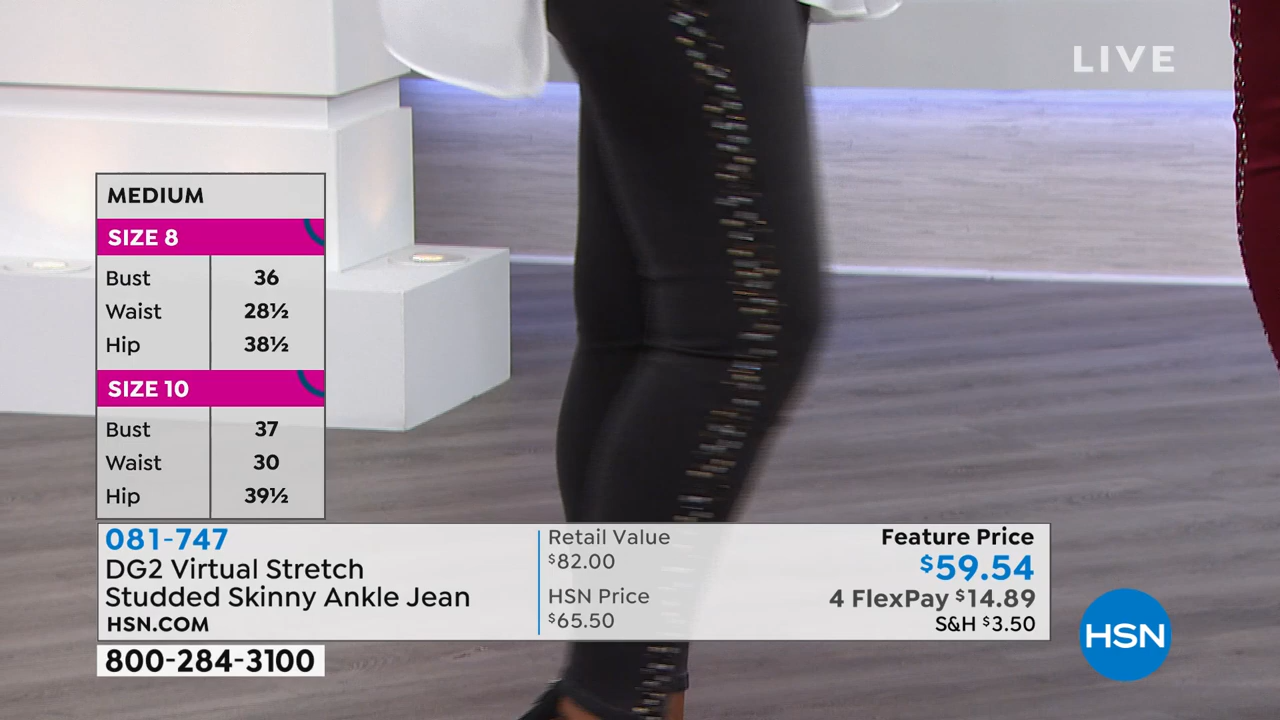 LIVE
MEDIUM
SIZE 8
Bust 36
Waist 28½
Hip 38½
SIZE 10
Bust 37
Waist 30
Hip 39½
081-747
DG2 Virtual Stretch
Studded Skinny Ankle Jean
HSN.COM
Retail Value
$82.00
HSN Price
$65.50
Feature Price
$59.54
4 FlexPay $14.89
S&H $3.50
800-284-3100
HSN